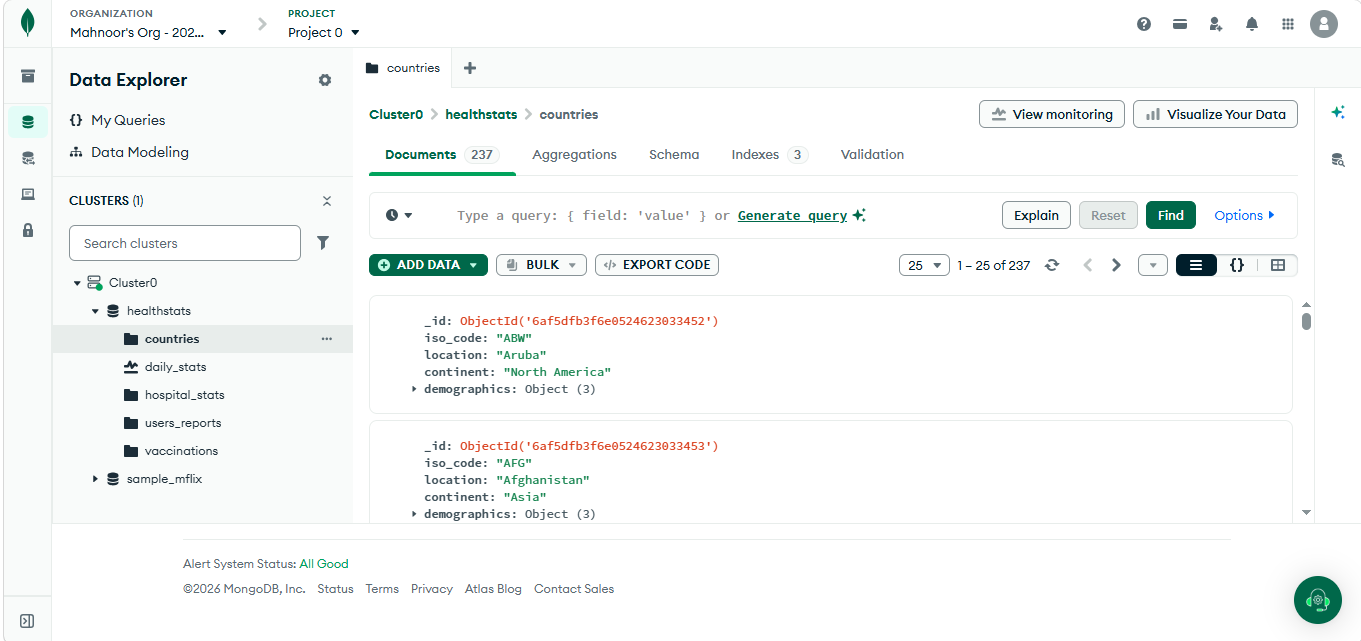 ORGANIZATION
Mahnoor's Org - 202...
PROJECT
Project 0
Data Explorer
My Queries
Data Modeling
CLUSTERS (1)
Search clusters
Cluster0
healthstats
countries
daily_stats
hospital_stats
users_reports
vaccinations
sample_mflix
countries
Cluster0 > healthstats > countries
View monitoring
Visualize Your Data
Documents 237 Aggregations Schema Indexes 3 Validation
Type a query: { field: 'value' } or Generate query
Explain Reset Find Options
ADD DATA BULK EXPORT CODE
25 1 – 25 of 237
_id: ObjectId('6af5dfb3f6e0524623033452')
iso_code: "ABW"
location: "Aruba"
continent: "North America"
demographics: Object (3)
_id: ObjectId('6af5dfb3f6e0524623033453')
iso_code: "AFG"
location: "Afghanistan"
continent: "Asia"
demographics: Object (3)
Alert System Status: All Good
©2026 MongoDB, Inc. Status Terms Privacy Atlas Blog Contact Sales